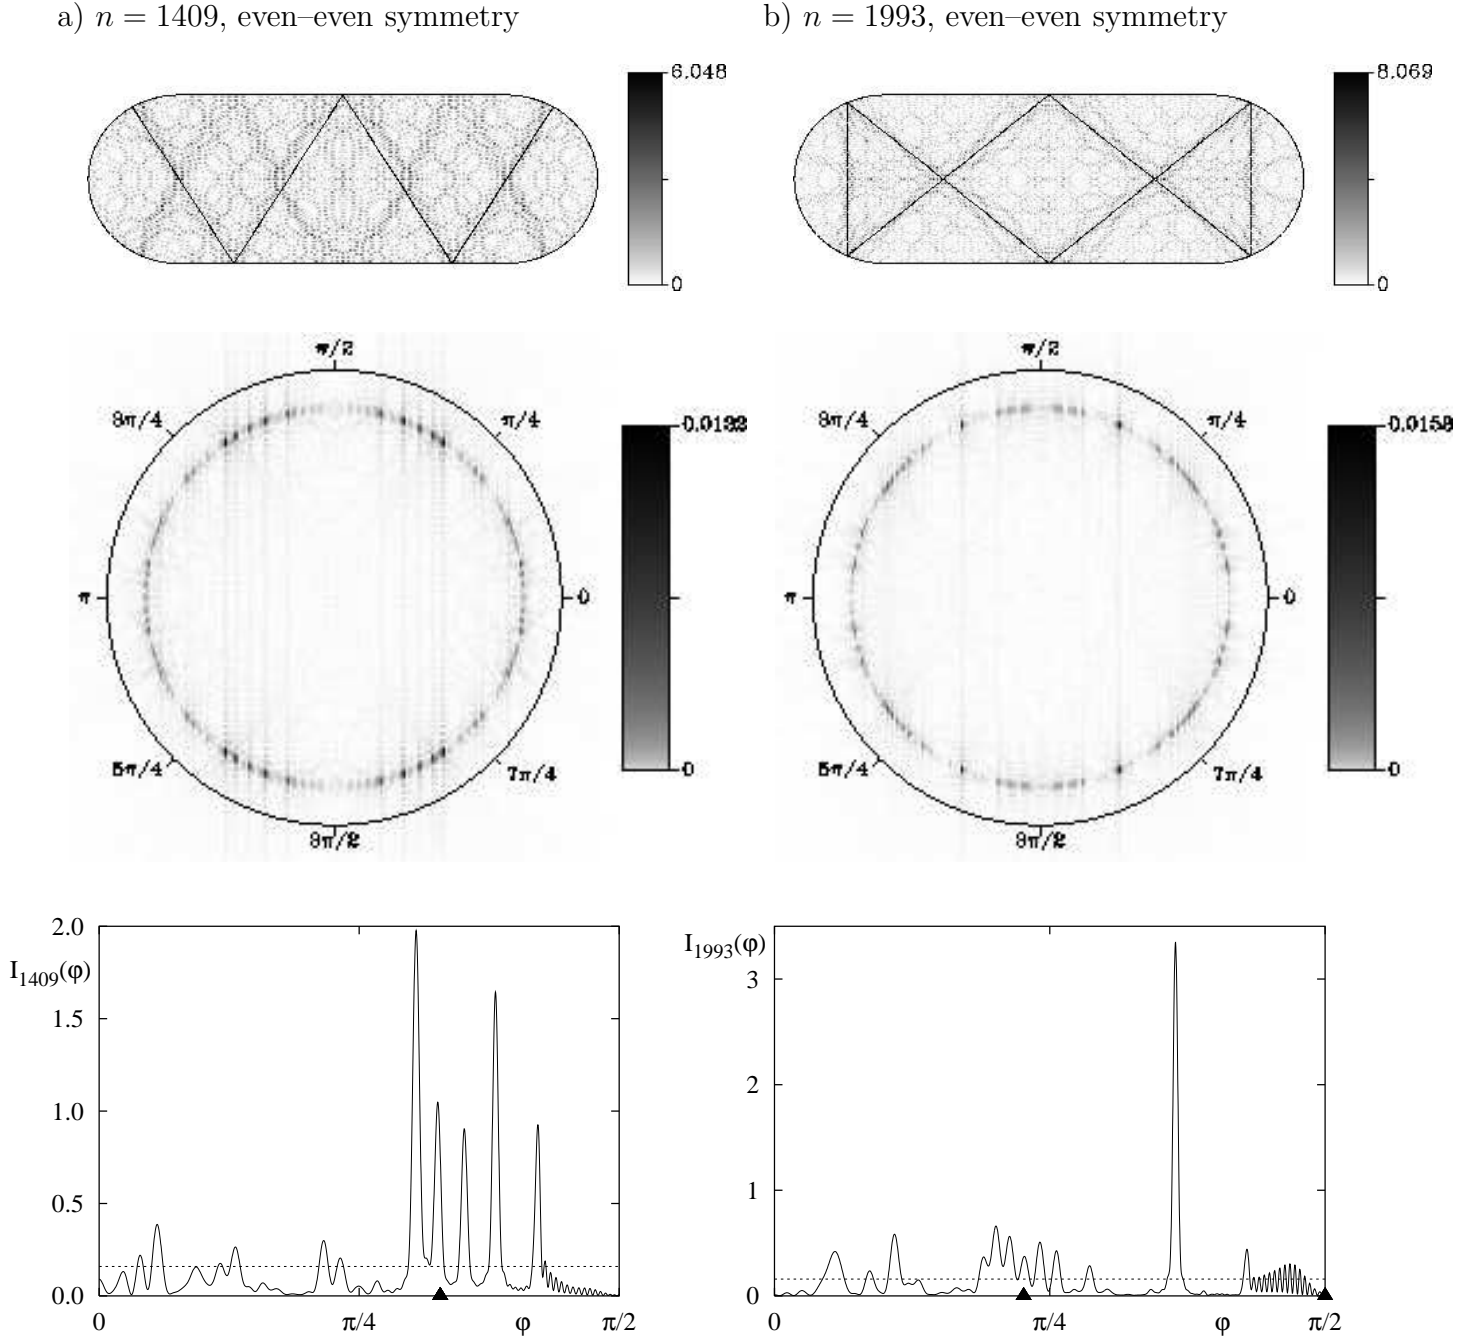 a) n = 1409, even–even symmetry
b) n = 1993, even–even symmetry
6.048
0
8.069
0
π/2
3π/4
π/4
π
0
5π/4
7π/4
3π/2
0.0132
0
π/2
3π/4
π/4
π
0
5π/4
7π/4
3π/2
0.0158
0
2.0
I1409(φ)
1.5
1.0
0.5
0.0
0
π/4
φ
π/2
I1993(φ)
3
2
1
0
0
π/4
φ
π/2